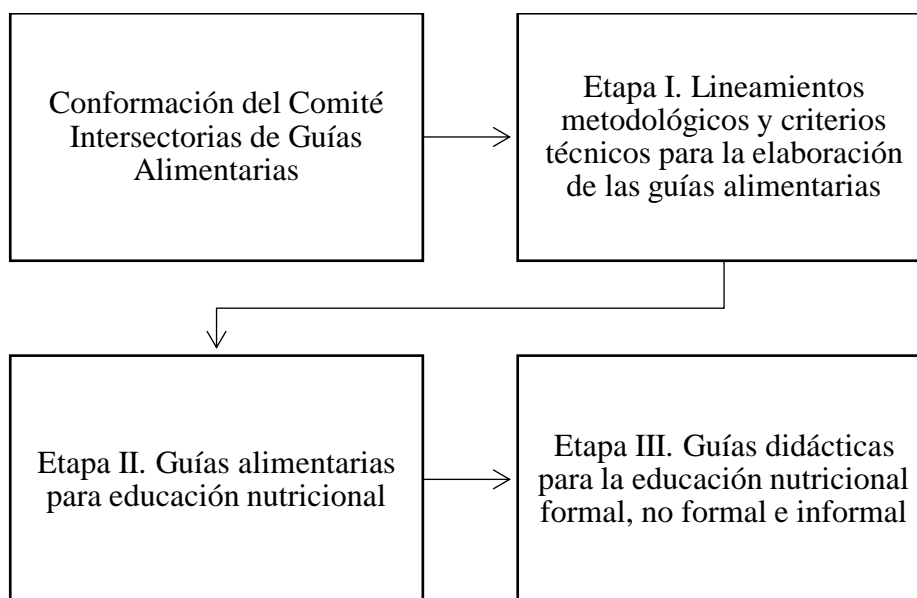 Conformación del Comité
Intersectorias de Guías
Alimentarias
Etapa I. Lineamientos
metodológicos y criterios
técnicos para la elaboración
de las guías alimentarias
Etapa II. Guías alimentarias
para educación nutricional
Etapa III. Guías didácticas
para la educación nutricional
formal, no formal e informal